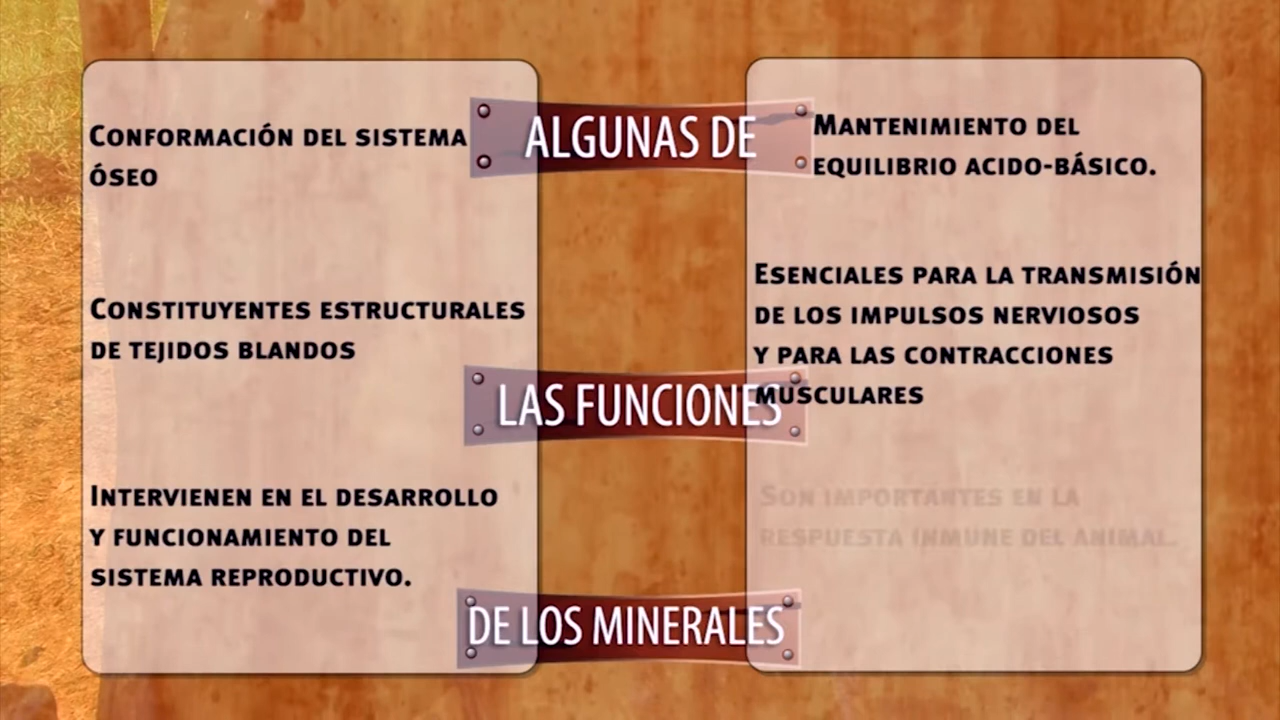 ALGUNAS DE
LAS FUNCIONES
DE LOS MINERALES
CONFORMACIÓN DEL SISTEMA
ÓSEO
CONSTITUYENTES ESTRUCTURALES
DE TEJIDOS BLANDOS
INTERVIENEN EN EL DESARROLLO
Y FUNCIONAMIENTO DEL
SISTEMA REPRODUCTIVO.
MANTENIMIENTO DEL
EQUILIBRIO ACIDO-BÁSICO.
ESENCIALES PARA LA TRANSMISIÓN
DE LOS IMPULSOS NERVIOSOS
Y PARA LAS CONTRACCIONES
MUSCULARES
SON IMPORTANTES EN LA
RESPUESTA INMUNE DEL ANIMAL.